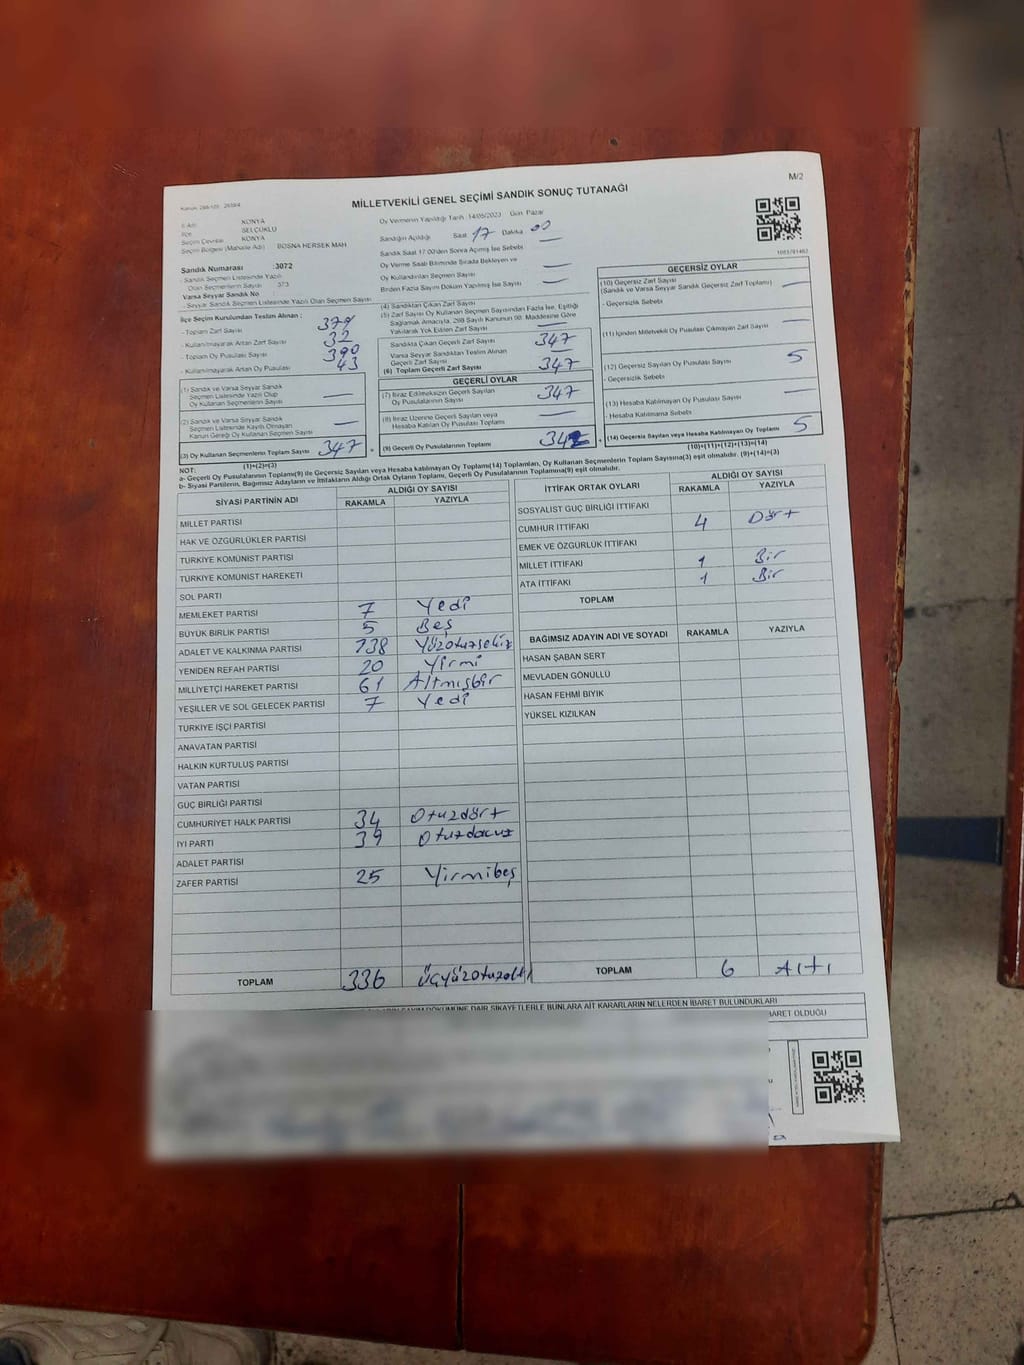 M/2
MİLLETVEKİLİ GENEL SEÇİMİ SANDIK SONUÇ TUTANAĞI
İl Adı KONYA
İlçe SELÇUKLU
Seçim Çevresi KONYA
Seçim Bölgesi (Mahalle Adı) BOSNA HERSEK MAH.
Sandık Numarası :3072
- Sandık Seçmen Listesinde Yazılı
Olan Seçmenlerin Sayısı : 373
Varsa Seyyar Sandık No :
- Seyyar Sandık Seçmen Listesinde Yazılı Olan Seçmen Sayısı
Oy Vermenin Yapıldığı Tarih 14/05/2023 Gün Pazar
Sandığın Açıldığı Saat 17 Dakika 00
Sandık Saat 17:00'den Sonra Açılmış İse Sebebi —
Oy Verme Saati Bitiminde Sırada Bekleyen ve
Oy Kullandırılan Seçmen Sayısı —
Birden Fazla Sayım Döküm Yapılmış İse Sayısı —
İlçe Seçim Kurulundan Teslim Alınan :
- Toplam Zarf Sayısı 379
- Kullanılmayarak Artan Zarf Sayısı 32
- Toplam Oy Pusulası Sayısı 390
- Kullanılmayarak Artan Oy Pusulası 43
(1) Sandık ve Varsa Seyyar Sandık
Seçmen Listesinde Yazılı Olup
Oy Kullanan Seçmenlerin Sayısı —
(2) Varsa Sandık ve Seyyar Sandık
Seçmen Listesinde Kayıtlı Olmayan
Kanun Gereği Oy Kullanan Seçmen Sayısı —
(3) Oy Kullanan Seçmenlerin Toplam Sayısı 347
(1)+(2)=(3)
(4) Sandıktan Çıkan Zarf Sayısı
(5) Zarf Sayısı Oy Kullanan Seçmen Sayısından Fazla İse, Eşitliği
Sağlamak Amacıyla, 298 Sayılı Kanunun 98. Maddesine Göre
Yakılarak Yok Edilen Zarf Sayısı —
Sandıkta Çıkan Geçerli Zarf Sayısı 347
Varsa Seyyar Sandıktan Teslim Alınan
Geçerli Zarf Sayısı —
(6) Toplam Geçerli Zarf Sayısı 347
GEÇERLİ OYLAR
(7) İtiraz Edilmeksizin Geçerli Sayılan
Oy Pusulalarının Sayısı 347
(8) İtiraz Üzerine Geçerli Sayılan veya
Hesaba Katılan Oy Pusulası Toplamı —
(9) Geçerli Oy Pusulalarının Toplamı 342
GEÇERSİZ OYLAR
(10) Geçersiz Zarf Sayısı
(Sandık ve Varsa Seyyar Sandık Geçersiz Zarf Toplamı) —
- Geçersizlik Sebebi
(11) İçinden Milletvekili Oy Pusulası Çıkmayan Zarf Sayısı —
(12) Geçersiz Sayılan Oy Pusulası Sayısı 5
- Geçersizlik Sebebi
(13) Hesaba Katılmayan Oy Pusulası Sayısı —
- Hesaba Katılmama Sebebi
(14) Geçersiz Sayılan veya Hesaba Katılmayan Oy Toplamı 5
(10)+(11)+(12)+(13)=(14)
NOT:
a- Geçerli Oy Pusulalarının Toplamı(9) ile Geçersiz Sayılan veya Hesaba katılmayan Oy Toplamı(14) Toplamları, Oy Kullanan Seçmenlerin Toplam Sayısına(3) eşit olmalıdır. (9)+(14)=(3)
b- Siyasi Partilerin, Bağımsız Adayların ve İttifakların Aldığı Ortak Oyların Toplamı, Geçerli Oy Pusulalarının Toplamına(9) eşit olmalıdır.
SİYASİ PARTİNİN ADI ALDIĞI OY SAYISI
RAKAMLA YAZIYLA
MİLLET PARTİSİ
HAK VE ÖZGÜRLÜKLER PARTİSİ
TÜRKİYE KOMÜNİST PARTİSİ
TÜRKİYE KOMÜNİST HAREKETİ
SOL PARTİ
MEMLEKET PARTİSİ 7 Yedi
BÜYÜK BİRLİK PARTİSİ 5 Beş
ADALET VE KALKINMA PARTİSİ 138 Yüzotuzsekiz
YENİDEN REFAH PARTİSİ 20 Yirmi
MİLLİYETÇİ HAREKET PARTİSİ 61 Altmışbir
YEŞİLLER VE SOL GELECEK PARTİSİ 7 Yedi
TÜRKİYE İŞÇİ PARTİSİ
ANAVATAN PARTİSİ
HALKIN KURTULUŞ PARTİSİ
VATAN PARTİSİ
GÜÇ BİRLİĞİ PARTİSİ
CUMHURİYET HALK PARTİSİ 34 Otuzdört
İYİ PARTİ 39 Otuzdokuz
ADALET PARTİSİ
ZAFER PARTİSİ 25 Yirmibeş
TOPLAM 336 Üçyüzotuzaltı
İTTİFAK ORTAK OYLARI ALDIĞI OY SAYISI
RAKAMLA YAZIYLA
SOSYALİST GÜÇ BİRLİĞİ İTTİFAKI
CUMHUR İTTİFAKI 4 Dört
EMEK VE ÖZGÜRLÜK İTTİFAKI
MİLLET İTTİFAKI 1 Bir
ATA İTTİFAKI 1 Bir
TOPLAM
BAĞIMSIZ ADAYIN ADI VE SOYADI RAKAMLA YAZIYLA
HASAN ŞABAN SERT
MEVLADEN GÖNÜLLÜ
HASAN FEHMİ BIYIK
YÜKSEL KIZILKAN
TOPLAM 6 Altı
DÖKÜMÜNE DAİR ŞİKAYETLERLE BUNLARA AİT KARARLARIN NELERDEN İBARET BULUNDUKLARI
İBARET OLDUĞU